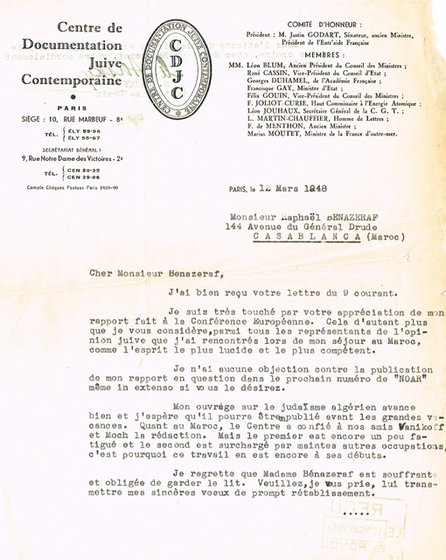 Centre de
Documentation
Juive
Contemporaine
PARIS
SIÈGE : 10, RUE MARBEUF - 8e
TÉL. { ÉLY 55-96
ÉLY 55-97
SECRÉTARIAT GÉNÉRAL :
9, Rue Notre Dame des Victoires - 2e
TÉL. { CEN 28-35
CEN 29-86
Compte Chèques Postaux Paris
CENTRE DE DOCUMENTATION JUIVE CONTEMPORAINE
CDJC
COMITÉ D'HONNEUR :
Président : M. Justin GODART, Sénateur, ancien Ministre,
Président de l'Entr'aide Française
MEMBRES :
MM. Léon BLUM, Ancien Président du Conseil des Ministres ;
René CASSIN, Vice-Président du Conseil d'Etat ;
Georges DUHAMEL, de l'Académie Française ;
Francisque GAY, Ministre d'Etat ;
Félix GOUIN, Vice-Président du Conseil des Ministres ;
F. JOLIOT-CURIE, Haut Commissaire à l'Energie Atomique ;
Léon JOUHAUX, Secrétaire Général de la C. G. T. ;
L. MARTIN-CHAUFFIER, Homme de Lettres ;
F. de MENTHON, Ancien Ministre ;
Marius MOUTET, Ministre de la France d'outre-mer.
PARIS, le 12 Mars 1948
Monsieur Raphaël BENAZERAF
144 Avenue du Général Drude
CASABLANCA (Maroc)
Cher Monsieur Benszeraf,
J'ai bien reçu votre lettre du 9 courant.
Je suis très touché par votre appréciation de mon
rapport fait à la Conférence Européenne. Cela d'autant plus
que je vous considère,parmi tous les représentants de l'opi-
nion juive que j'ai rencontrés lors de mon séjour au Maroc,
comme l'esprit le plus lucide et le plus compétent.
Je n'ai aucune objection contre la publication
de mon rapport en question dans le prochain numéro de "NOAR"
même in extenso si vous le désirez.
Mon ouvrage sur le judaïsme algérien avance
bien et j'espère qu'il pourra être publié avant les grandes va-
cances. Quant au Maroc, le Centre a confié à nos amis Vanikoff
et Moch la rédaction. Mais le premier est encore un peu fa-
tigué et le second est surchargé par maintes autres occupations,
c'est pourquoi ce travail en est encore à ses débuts.
Je regrette que Madame Bénazeraf est souffrante
et obligée de garder le lit. Veuillez,je vous prie, lui trans-
mettre mes sincères voeux de prompt rétablissement.